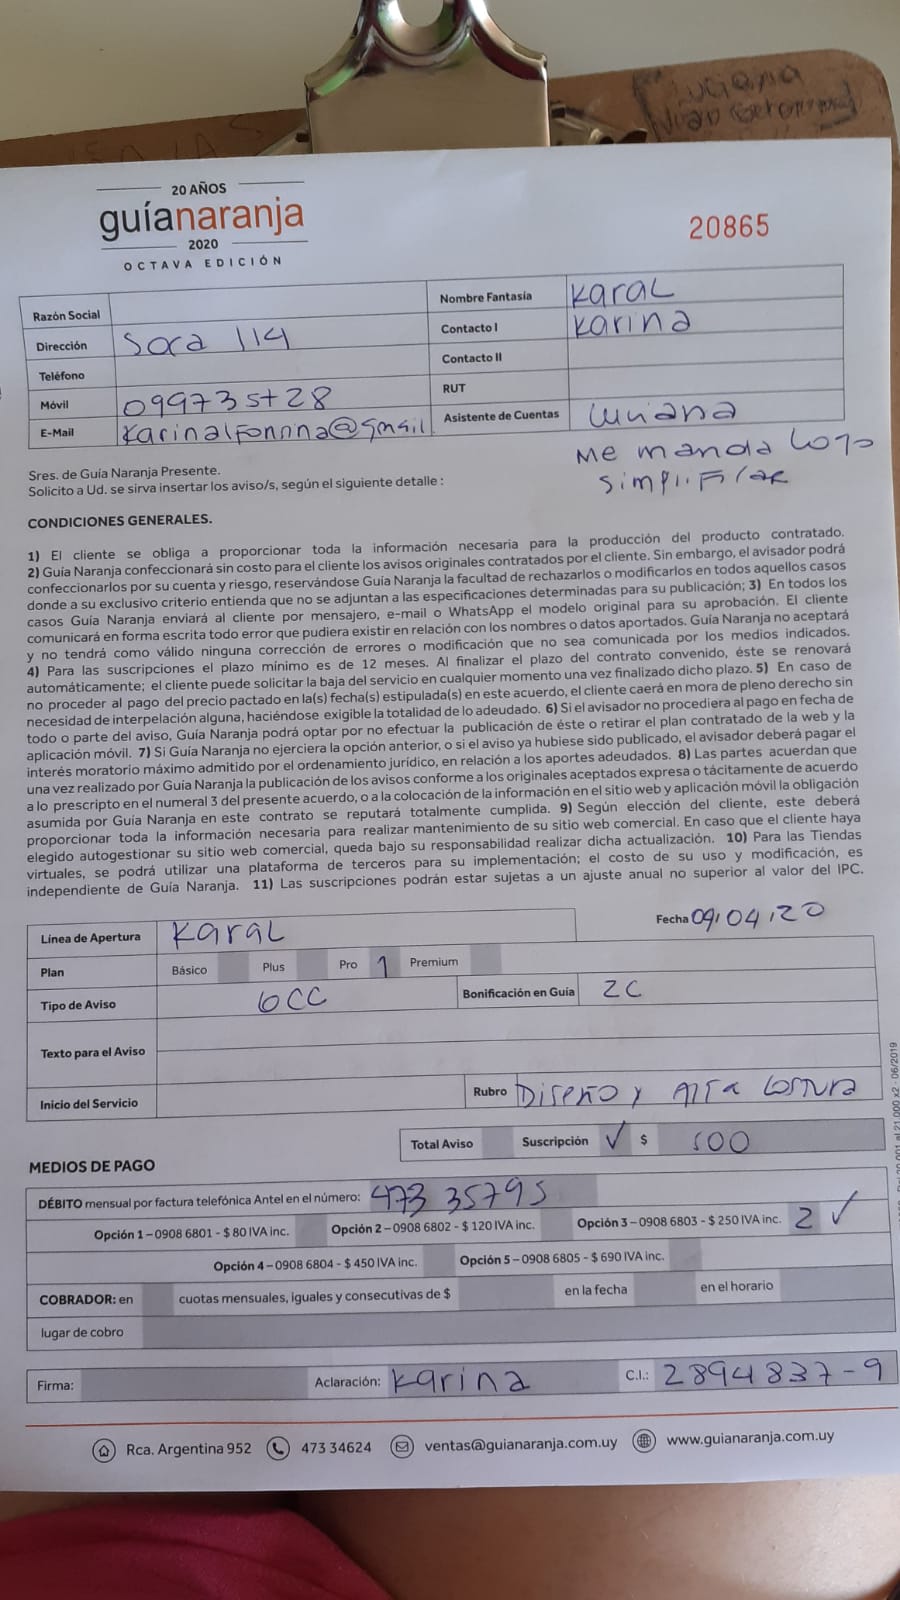 20 AÑOS
guíanaranja
2020
OCTAVA EDICIÓN
20865
Razón Social
Nombre Fantasía Karal
Dirección Soca 114
Contacto I Karina
Teléfono
Contacto II
Móvil 099735728
RUT
E-Mail
Asistente de Cuentas Luciana
Me manda logo
simplificar
Sres. de Guía Naranja Presente.
Solicito a Ud. se sirva insertar los aviso/s, según el siguiente detalle :
CONDICIONES GENERALES.
1) El cliente se obliga a proporcionar toda la información necesaria para la producción del producto contratado.
2) Guía Naranja confeccionará sin costo para el cliente los avisos originales contratados por el cliente. Sin embargo, el avisador podrá
confeccionarlos por su cuenta y riesgo, reservándose Guía Naranja la facultad de rechazarlos o modificarlos en todos aquellos casos
donde a su exclusivo criterio entienda que no se adjuntan a las especificaciones determinadas para su publicación; 3) En todos los
casos Guía Naranja enviará al cliente por mensajero, e-mail o WhatsApp el modelo original para su aprobación. El cliente
comunicará en forma escrita todo error que pudiera existir en relación con los nombres o datos aportados. Guía Naranja no aceptará
y no tendrá como válido ninguna corrección de errores o modificación que no sea comunicada por los medios indicados.
4) Para las suscripciones el plazo mínimo es de 12 meses. Al finalizar el plazo del contrato convenido, éste se renovará
automáticamente; el cliente puede solicitar la baja del servicio en cualquier momento una vez finalizado dicho plazo. 5) En caso de
no proceder al pago del precio pactado en la(s) fecha(s) estipulada(s) en este acuerdo, el cliente caerá en mora de pleno derecho sin
necesidad de interpelación alguna, haciéndose exigible la totalidad de lo adeudado. 6) Si el avisador no procediera al pago en fecha de
todo o parte del aviso, Guía Naranja podrá optar por no efectuar la publicación de éste o retirar el plan contratado de la web y la
aplicación móvil. 7) Si Guía Naranja no ejerciera la opción anterior, o si el aviso ya hubiese sido publicado, el avisador deberá pagar el
interés moratorio máximo admitido por el ordenamiento jurídico, en relación a los aportes adeudados. 8) Las partes acuerdan que
una vez realizado por Guía Naranja la publicación de los avisos conforme a los originales aceptados expresa o tácitamente de acuerdo
a lo prescripto en el numeral 3 del presente acuerdo, o a la colocación de la información en el sitio web y aplicación móvil la obligación
asumida por Guía Naranja en este contrato se reputará totalmente cumplida. 9) Según elección del cliente, este deberá
proporcionar toda la información necesaria para realizar mantenimiento de su sitio web comercial. En caso que el cliente haya
elegido autogestionar su sitio web comercial, queda bajo su responsabilidad realizar dicha actualización. 10) Para las Tiendas
virtuales, se podrá utilizar una plataforma de terceros para su implementación; el costo de su uso y modificación, es
independiente de Guía Naranja. 11) Las suscripciones podrán estar sujetas a un ajuste anual no superior al valor del IPC.
Fecha 09/04/20
Línea de Apertura Karal
Plan Básico Plus Pro 1 Premium
Tipo de Aviso 6CC Bonificación en Guía 2C
Texto para el Aviso
Inicio del Servicio Rubro Diseño y Alta Costura
Total Aviso Suscripción ✓ $ 500
MEDIOS DE PAGO
DÉBITO mensual por factura telefónica Antel en el número: 473 35795
Opción 1 – 0908 6801 - $ 80 IVA inc. Opción 2 – 0908 6802 - $ 120 IVA inc. Opción 3 – 0908 6803 - $ 250 IVA inc. 2 ✓
Opción 4 – 0908 6804 - $ 450 IVA inc. Opción 5 – 0908 6805 - $ 690 IVA inc.
COBRADOR: en cuotas mensuales, iguales y consecutivas de $ en la fecha en el horario
lugar de cobro
Firma: Aclaración: Karina C.I.: 2894837-9
Rca. Argentina 952 473 34624 ventas@guianaranja.com.uy www.guianaranja.com.uy